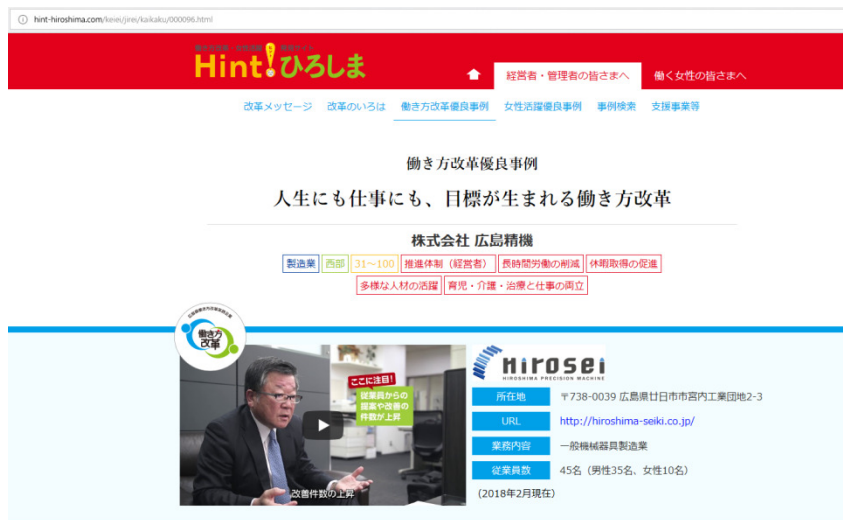 hint-hiroshima.com/keiei/jirei/kaikaku/000096.html
Hint!ひろしま
経営者・管理者の皆さまへ 働く女性の皆さまへ
改革メッセージ 改革のいろは 働き方改革優良事例 女性活躍優良事例 事例検索 支援事業等
働き方改革優良事例
人生にも仕事にも、目標が生まれる働き方改革
株式会社 広島精機
製造業 西部 31～100 推進体制（経営者） 長時間労働の削減 休暇取得の促進
多様な人材の活躍 育児・介護・治療と仕事の両立
働き方
改革
ここに注目!
従業員からの
提案や改善の
件数が上昇
改善件数の上昇
Hirosei
HIROSHIMA PRECISION MACHINE
所在地 〒738-0039 広島県廿日市市宮内工業団地2-3
URL http://hiroshima-seiki.co.jp/
業務内容 一般機械器具製造業
従業員数 45名（男性35名、女性10名）
（2018年2月現在）